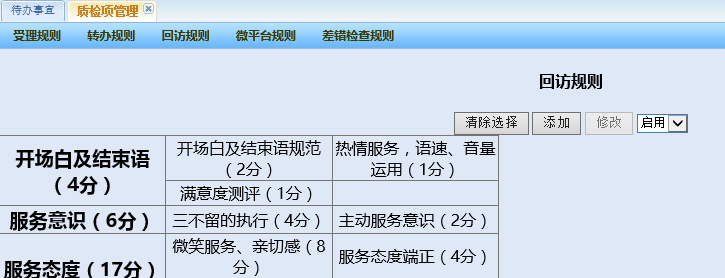 待办事宜 质检项管理
受理规则 转办规则 回访规则 微平台规则 差错检查规则
回访规则
清除选择 添加 修改 启用
开场白及结束语
（4分）
开场白及结束语规范
（2分）
热情服务，语速、音量
运用（1分）
满意度测评（1分）
服务意识（6分） 三不留的执行（4分） 主动服务意识（2分）
服务态度（17分）
微笑服务、亲切感（8
分）
服务态度端正（4分）